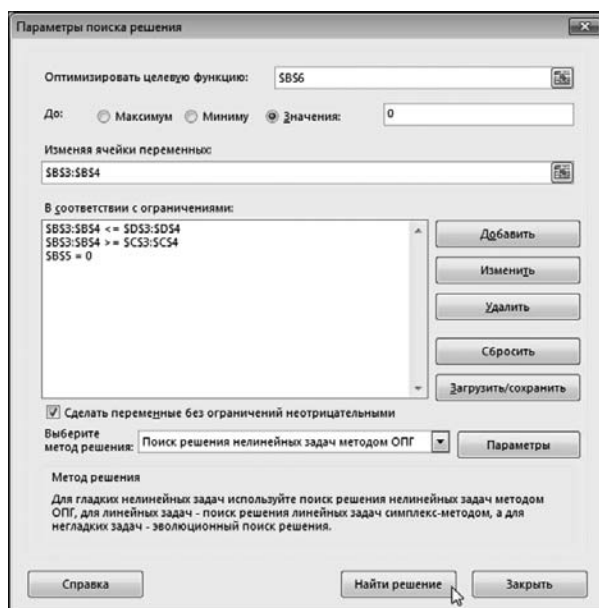 Параметры поиска решения
Оптимизировать целевую функцию: $B$6
До: Максимум Миниму Значения: 0
Изменяя ячейки переменных:
$B$3:$B$4
В соответствии с ограничениями:
$B$3:$B$4 <= $D$3:$D$4
$B$3:$B$4 >= $C$3:$C$4
$B$5 = 0
Добавить
Изменить
Удалить
Сбросить
Загрузить/сохранить
Сделать переменные без ограничений неотрицательными
Выберите
метод решения: Поиск решения нелинейных задач методом ОПГ Параметры
Метод решения
Для гладких нелинейных задач используйте поиск решения нелинейных задач методом
ОПГ, для линейных задач - поиск решения линейных задач симплекс-методом, а для
негладких задач - эволюционный поиск решения.
Справка Найти решение Закрыть